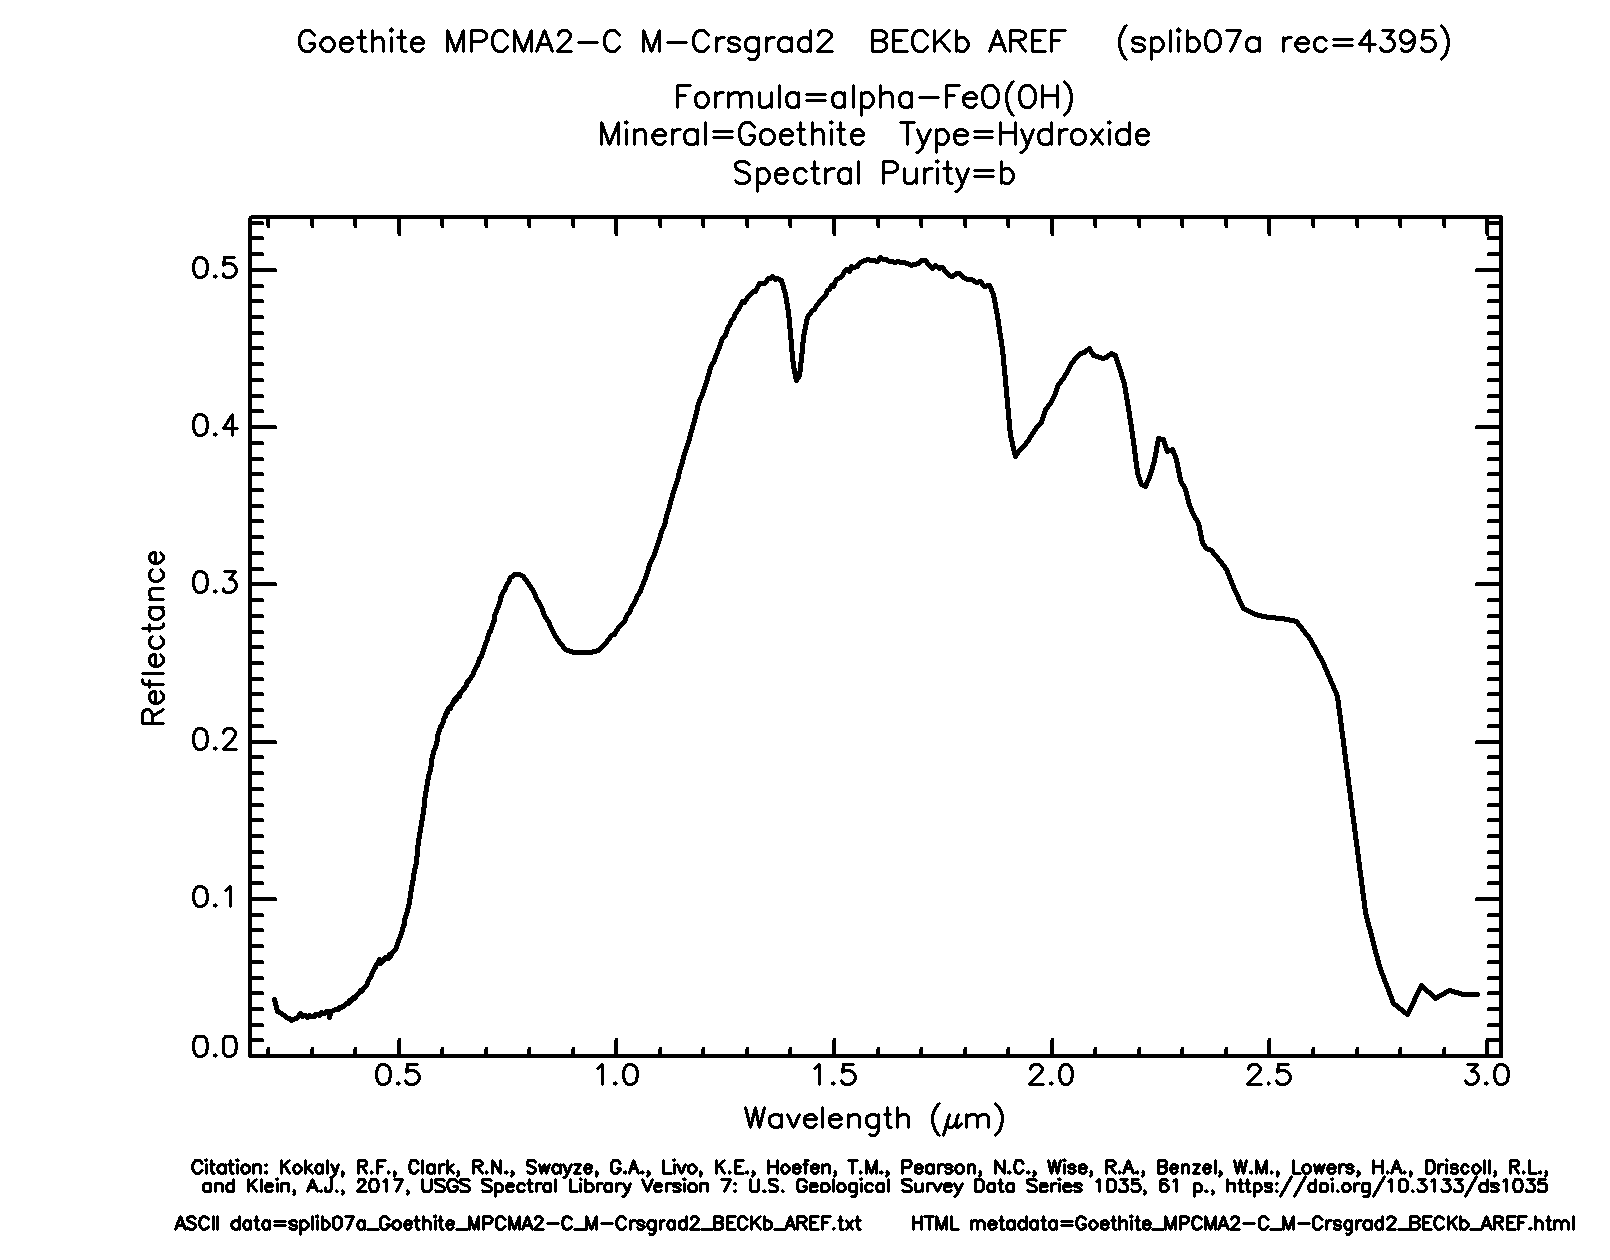 Goethite MPCMA2-C M-Crsgrad2 BECKb AREF (splib07a rec=4395)
Formula=alpha-FeO(OH)
Mineral=Goethite Type=Hydroxide
Spectral Purity=b
0.5
0.4
0.3
0.2
0.1
0.0
Reflectance
0.5 1.0 1.5 2.0 2.5 3.0
Wavelength (μm)
Citation: Kokaly, R.F., Clark, R.N., Swayze, G.A., Livo, K.E., Hoefen, T.M., Pearson, N.C., Wise, R.A., Benzel, W.M., Lowers, H.A., Driscoll, R.L.,
and Klein, A.J., 2017, USGS Spectral Library Version 7: U.S. Geological Survey Data Series 1035, 61 p., https://doi.org/10.3133/ds1035
ASCII data=splib07a_Goethite_MPCMA2-C_M-Crsgrad2_BECKb_AREF.txt HTML metadata=Goethite_MPCMA2-C_M-Crsgrad2_BECKb_AREF.html